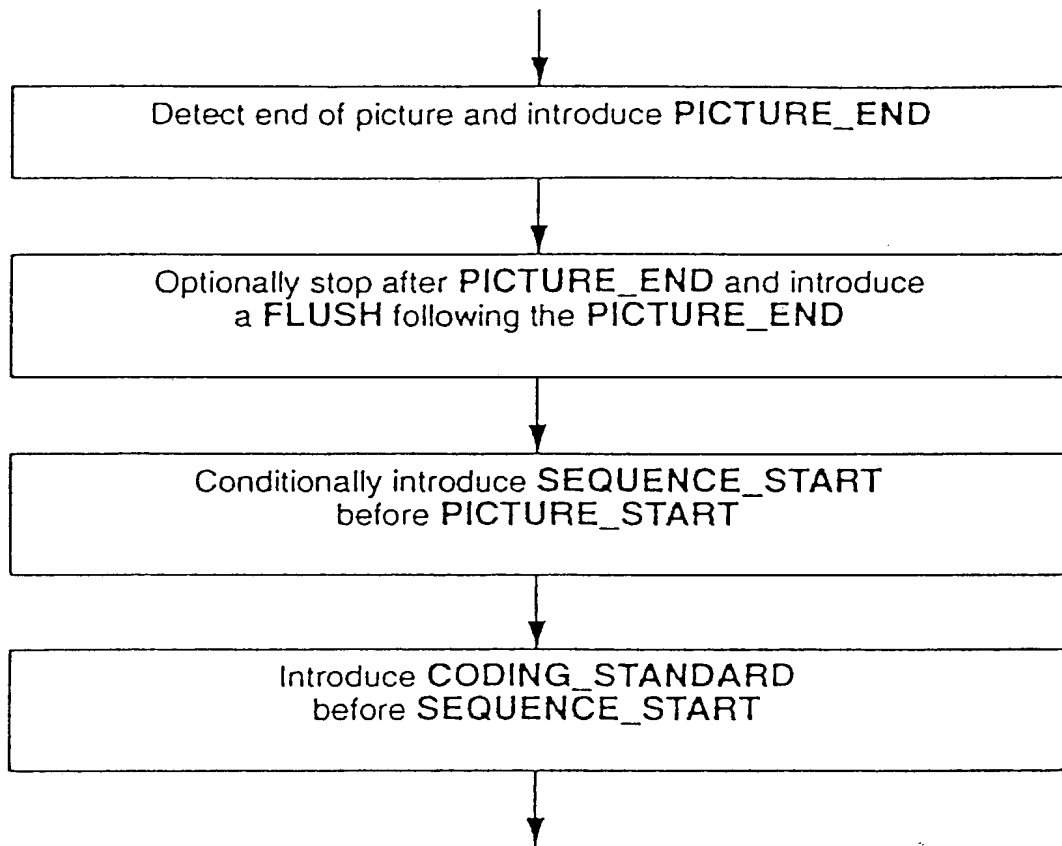 Detect end of picture and introduce PICTURE_END
Optionally stop after PICTURE_END and introduce
a FLUSH following the PICTURE_END
Conditionally introduce SEQUENCE_START
before PICTURE_START
Introduce CODING_STANDARD
before SEQUENCE_START